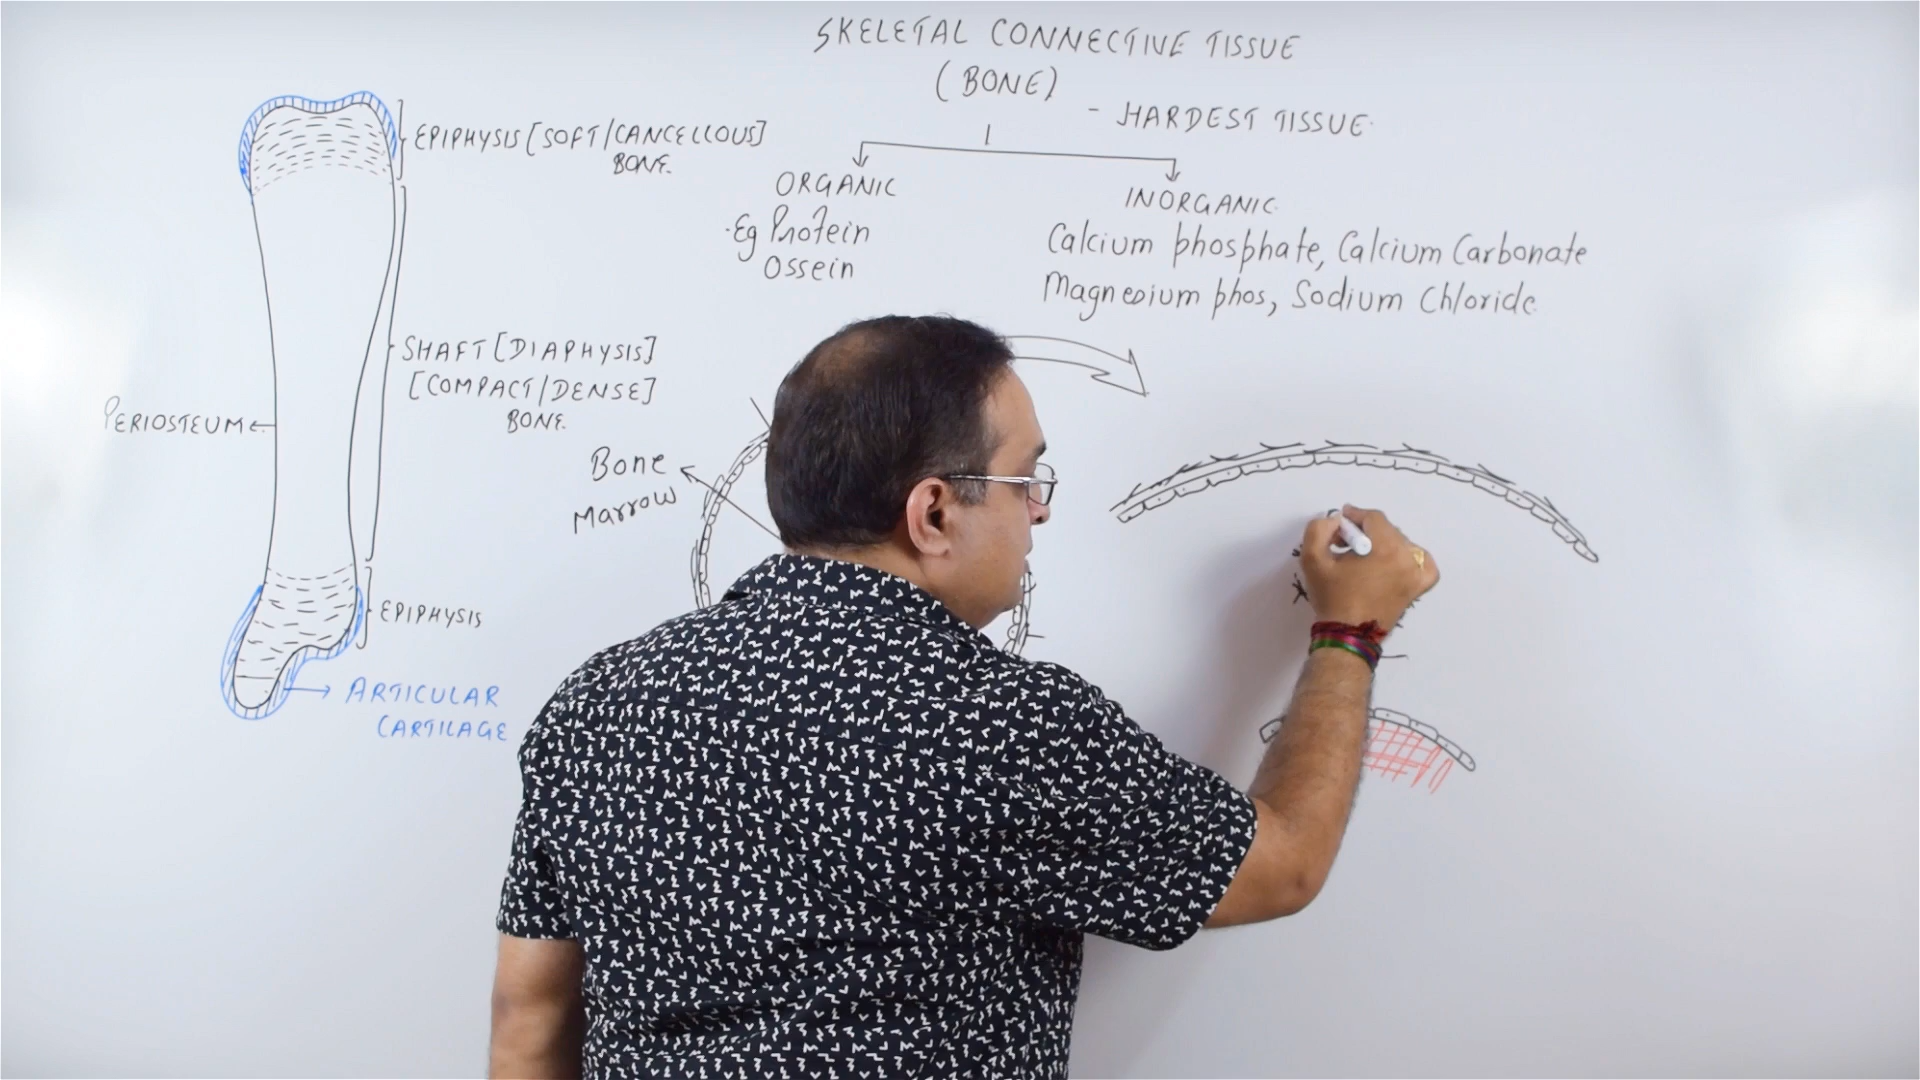 SKELETAL CONNECTIVE TISSUE
(BONE)
- HARDEST TISSUE
ORGANIC
Eg Protein
Ossein
INORGANIC
Calcium phosphate, Calcium Carbonate
Magnesium phos, Sodium Chloride
EPIPHYSIS [SOFT/CANCELLOUS]
BONE
SHAFT [DIAPHYSIS]
[COMPACT/DENSE]
BONE
PERIOSTEUM
EPIPHYSIS
ARTICULAR
CARTILAGE
Bone
Marrow